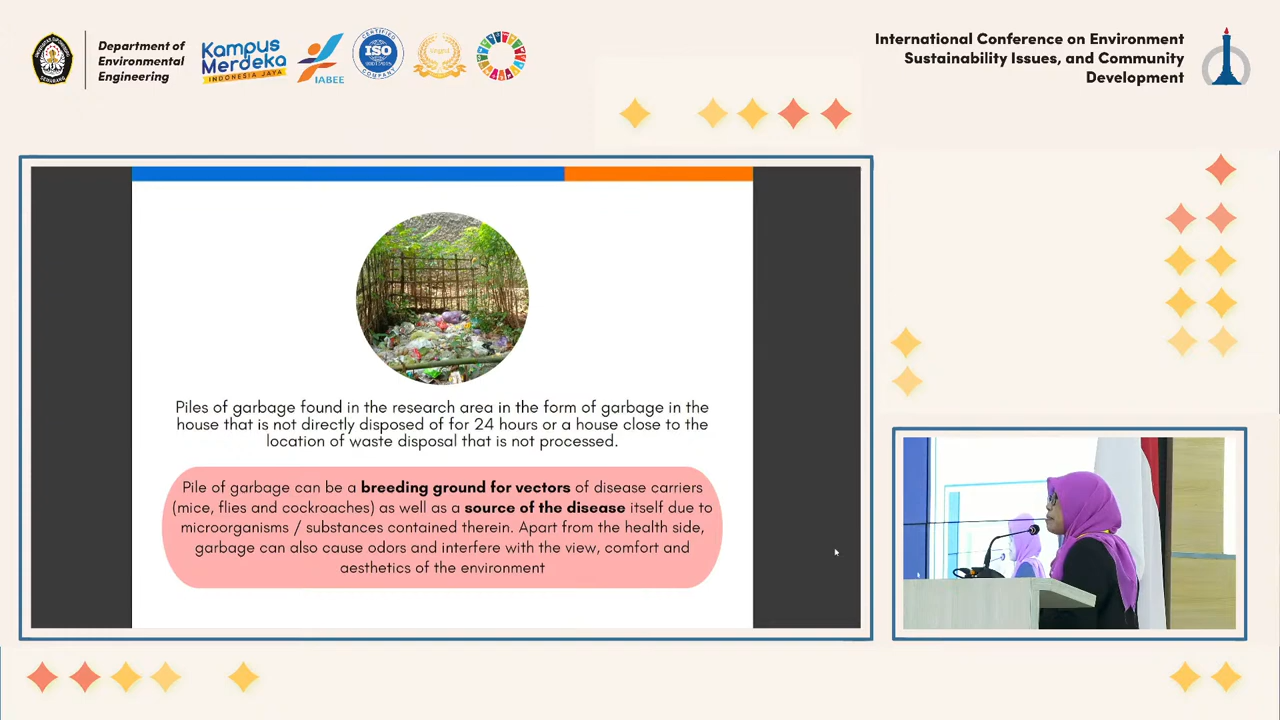 Department of
Environmental
Engineering
Kampus
Merdeka
INDONESIA JAYA
IABEE
CERTIFIED
ISO
9001:2015
COMPANY
International Conference on Environment
Sustainability Issues, and Community
Development
Piles of garbage found in the research area in the form of garbage in the
house that is not directly disposed of for 24 hours or a house close to the
location of waste disposal that is not processed.
Pile of garbage can be a breeding ground for vectors of disease carriers
(mice, flies and cockroaches) as well as a source of the disease itself due to
microorganisms / substances contained therein. Apart from the health side,
garbage can also cause odors and interfere with the view, comfort and
aesthetics of the environment